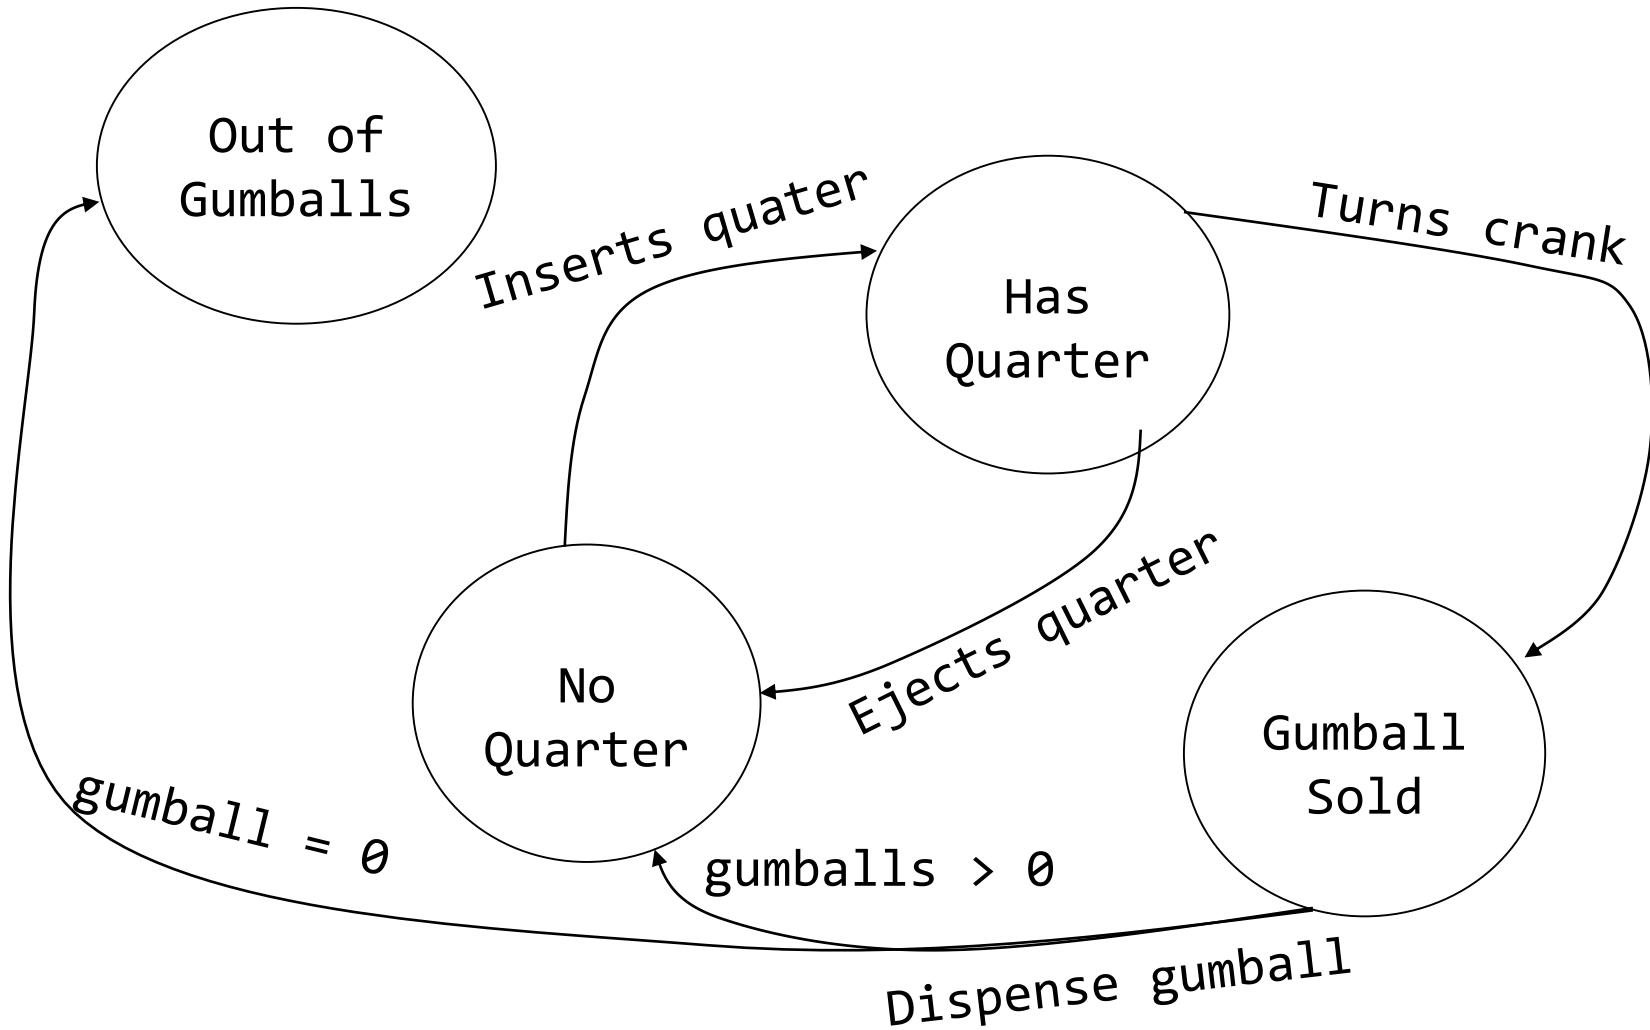 Out of
Gumballs
Inserts quater
Has
Quarter
Turns crank
Ejects quarter
No
Quarter
Gumball
Sold
gumball = 0
gumballs > 0
Dispense gumball